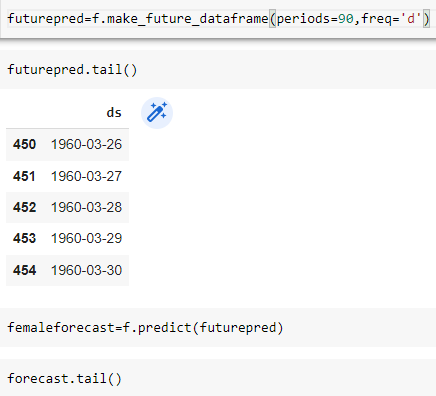 futurepred=f.make_future_dataframe(periods=90,freq='d')
futurepred.tail()
ds
450 1960-03-26
451 1960-03-27
452 1960-03-28
453 1960-03-29
454 1960-03-30
femaleforecast=f.predict(futurepred)
forecast.tail()